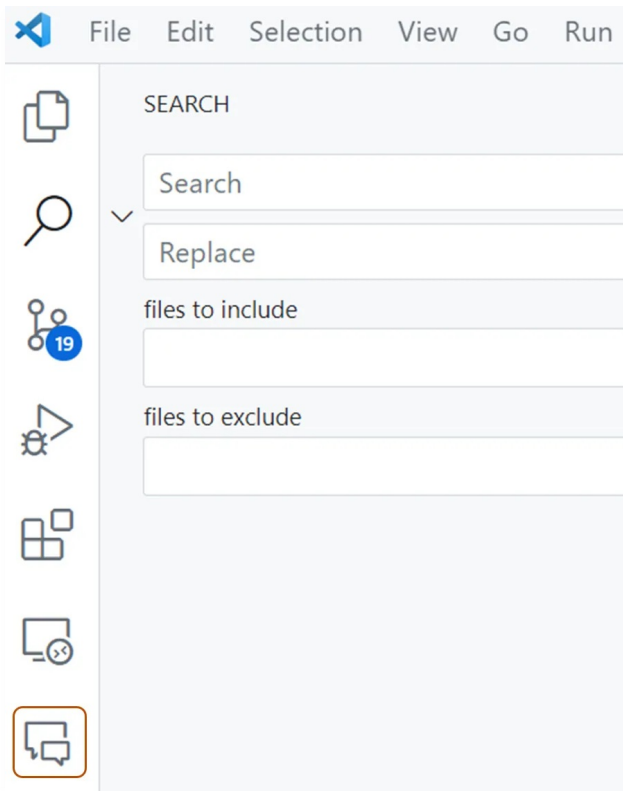 File Edit Selection View Go Run
SEARCH
Search
Replace
files to include
files to exclude
19